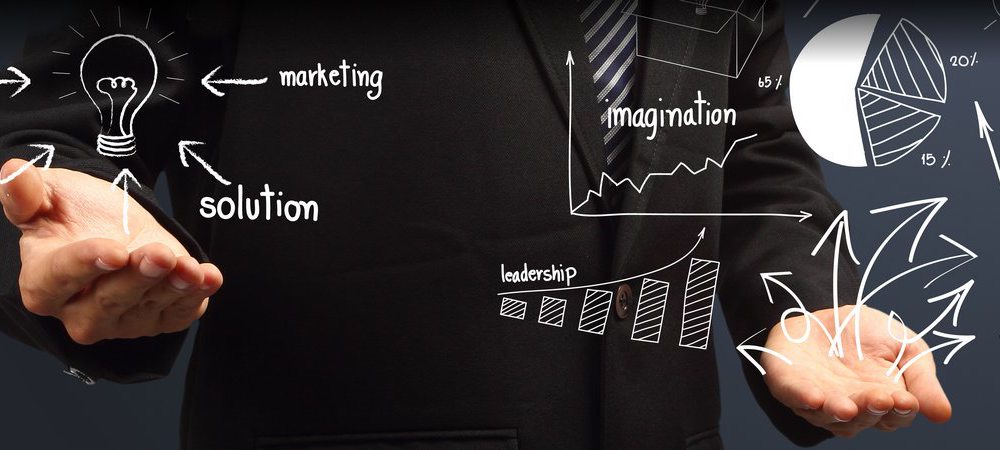 marketing
solution
imagination
leadership
65%
20%
15%